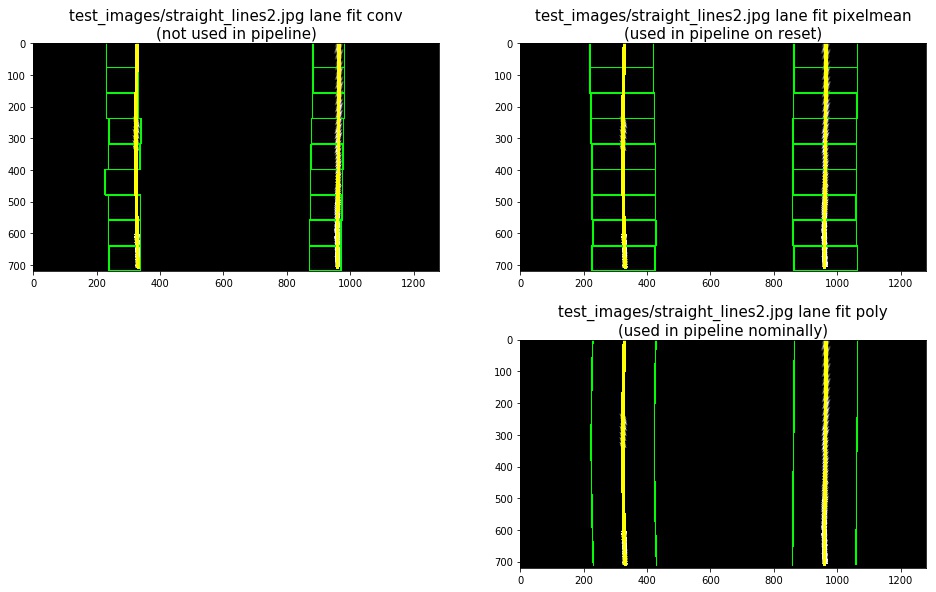 test_images/straight_lines2.jpg lane fit conv
(not used in pipeline)
0
100
200
300
400
500
600
700
0 200 400 600 800 1000 1200
test_images/straight_lines2.jpg lane fit pixelmean
(used in pipeline on reset)
0
100
200
300
400
500
600
700
0 200 400 600 800 1000 1200
test_images/straight_lines2.jpg lane fit poly
(used in pipeline nominally)
0
100
200
300
400
500
600
700
0 200 400 600 800 1000 1200